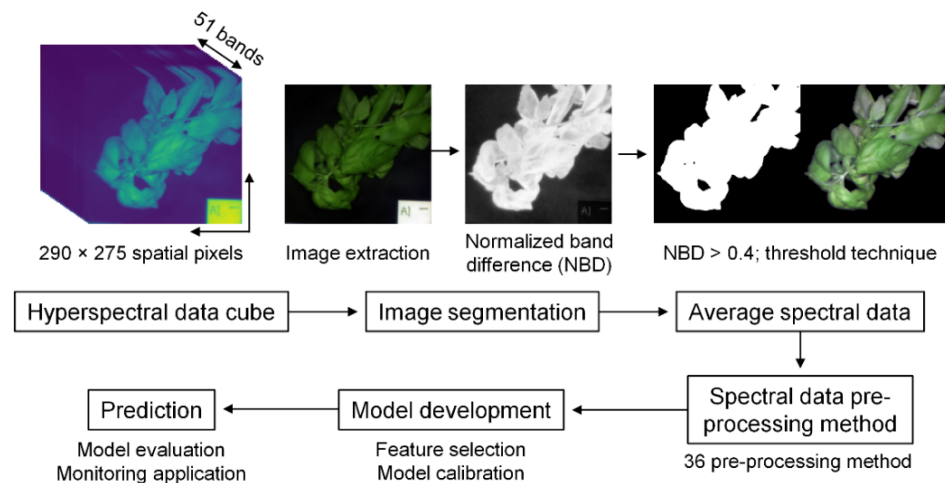 51 bands
A]
290 × 275 spatial pixels
Image extraction
Normalized band
difference (NBD)
NBD > 0.4; threshold technique
Hyperspectral data cube
Image segmentation
Average spectral data
Spectral data pre-
processing method
36 pre-processing method
Model development
Feature selection
Model calibration
Prediction
Model evaluation
Monitoring application